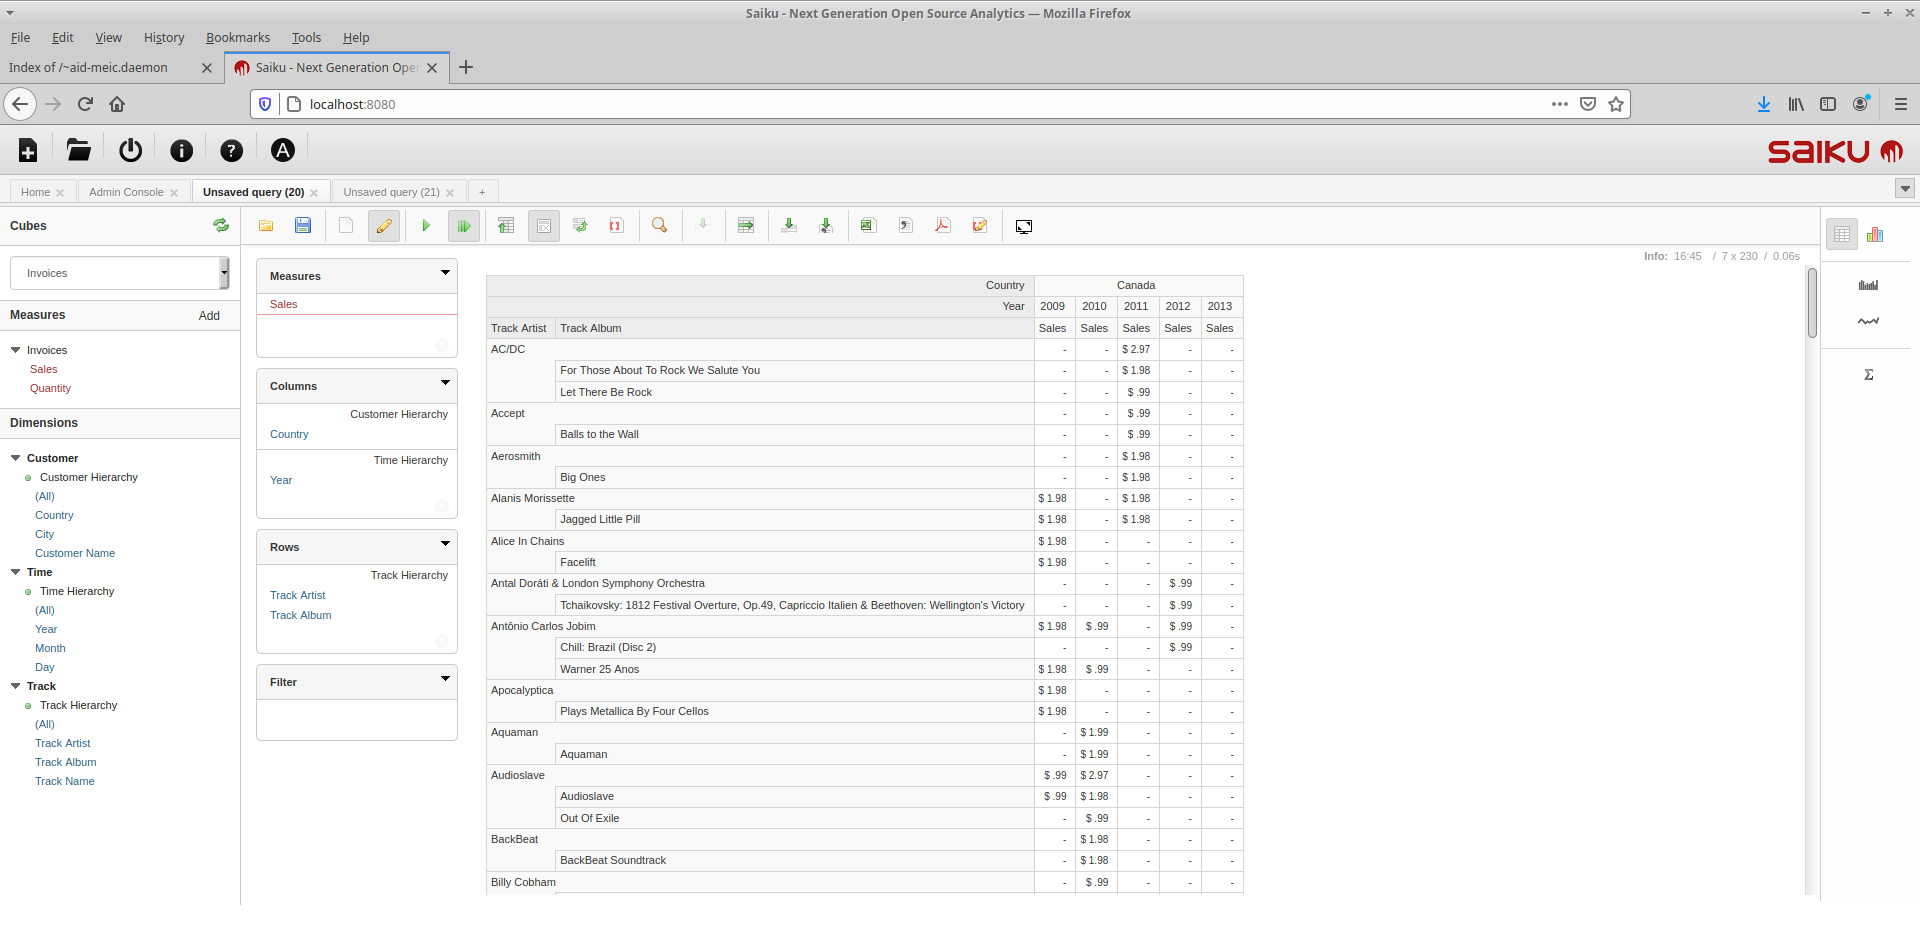 Saiku - Next Generation Open Source Analytics — Mozilla Firefox
File Edit View History Bookmarks Tools Help
Index of /~aid-meic.daemon
Saiku - Next Generation Oper
localhost:8080
saiku
Home
Admin Console
Unsaved query (20)
Unsaved query (21)
+
Cubes
Invoices
Measures Add
Invoices
Sales
Quantity
Dimensions
Customer
Customer Hierarchy
(All)
Country
City
Customer Name
Time
Time Hierarchy
(All)
Year
Month
Day
Track
Track Hierarchy
(All)
Track Artist
Track Album
Track Name
Measures
Sales
Columns
Customer Hierarchy
Country
Time Hierarchy
Year
Rows
Track Hierarchy
Track Artist
Track Album
Filter
Info: 16:45 / 7 x 230 / 0.06s
Country Canada
Year 2009 2010 2011 2012 2013
Track Artist Track Album Sales Sales Sales Sales Sales
AC/DC - - $ 2.97 - -
For Those About To Rock We Salute You - - $ 1.98 - -
Let There Be Rock - - $ .99 - -
Accept - - $ .99 - -
Balls to the Wall - - $ .99 - -
Aerosmith - - $ 1.98 - -
Big Ones - - $ 1.98 - -
Alanis Morissette $ 1.98 - $ 1.98 - -
Jagged Little Pill $ 1.98 - $ 1.98 - -
Alice In Chains $ 1.98 - - - -
Facelift $ 1.98 - - - -
Antal Doráti & London Symphony Orchestra - - - $ .99 -
Tchaikovsky: 1812 Festival Overture, Op.49, Capriccio Italien & Beethoven: Wellington's Victory - - - $ .99 -
Antônio Carlos Jobim $ 1.98 $ .99 - $ .99 -
Chill: Brazil (Disc 2) - - - $ .99 -
Warner 25 Anos $ 1.98 $ .99 - - -
Apocalyptica $ 1.98 - - - -
Plays Metallica By Four Cellos $ 1.98 - - - -
Aquaman - $ 1.99 - - -
Aquaman - $ 1.99 - - -
Audioslave $ .99 $ 2.97 - - -
Audioslave $ .99 $ 1.98 - - -
Out Of Exile - $ .99 - - -
BackBeat - $ 1.98 - - -
BackBeat Soundtrack - $ 1.98 - - -
Billy Cobham - $ .99 - - -
Σ